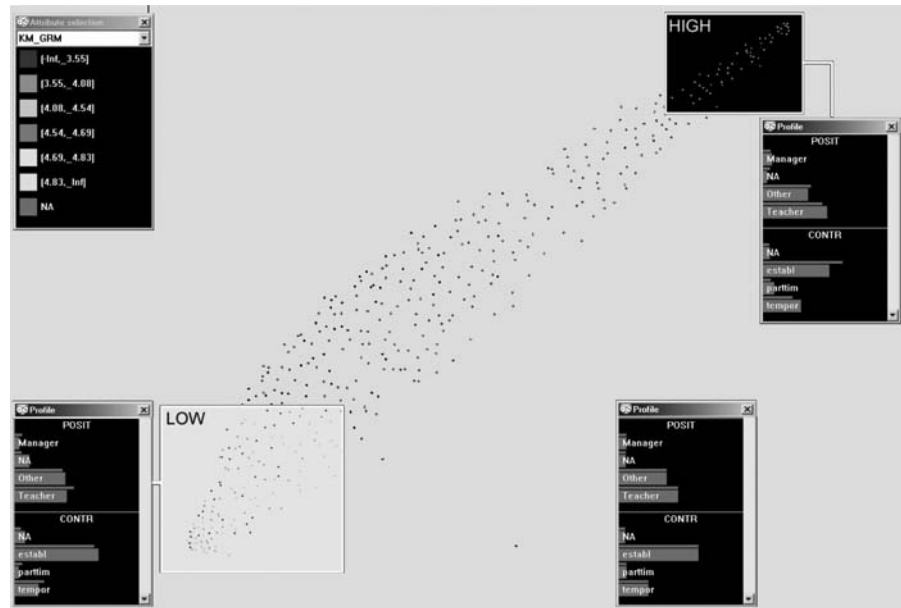 Attribute selection
KM_GRM
[-Inf,_3.55]
(3.55,_4.08]
(4.08,_4.54]
(4.54,_4.69]
(4.69,_4.83]
(4.83,_Inf]
NA
HIGH
Profile
POSIT
Manager
NA
Other
Teacher
CONTR
NA
establ
parttim
tempor
LOW
Profile
POSIT
Manager
NA
Other
Teacher
CONTR
NA
establ
parttim
tempor
Profile
POSIT
Manager
NA
Other
Teacher
CONTR
NA
establ
parttim
tempor